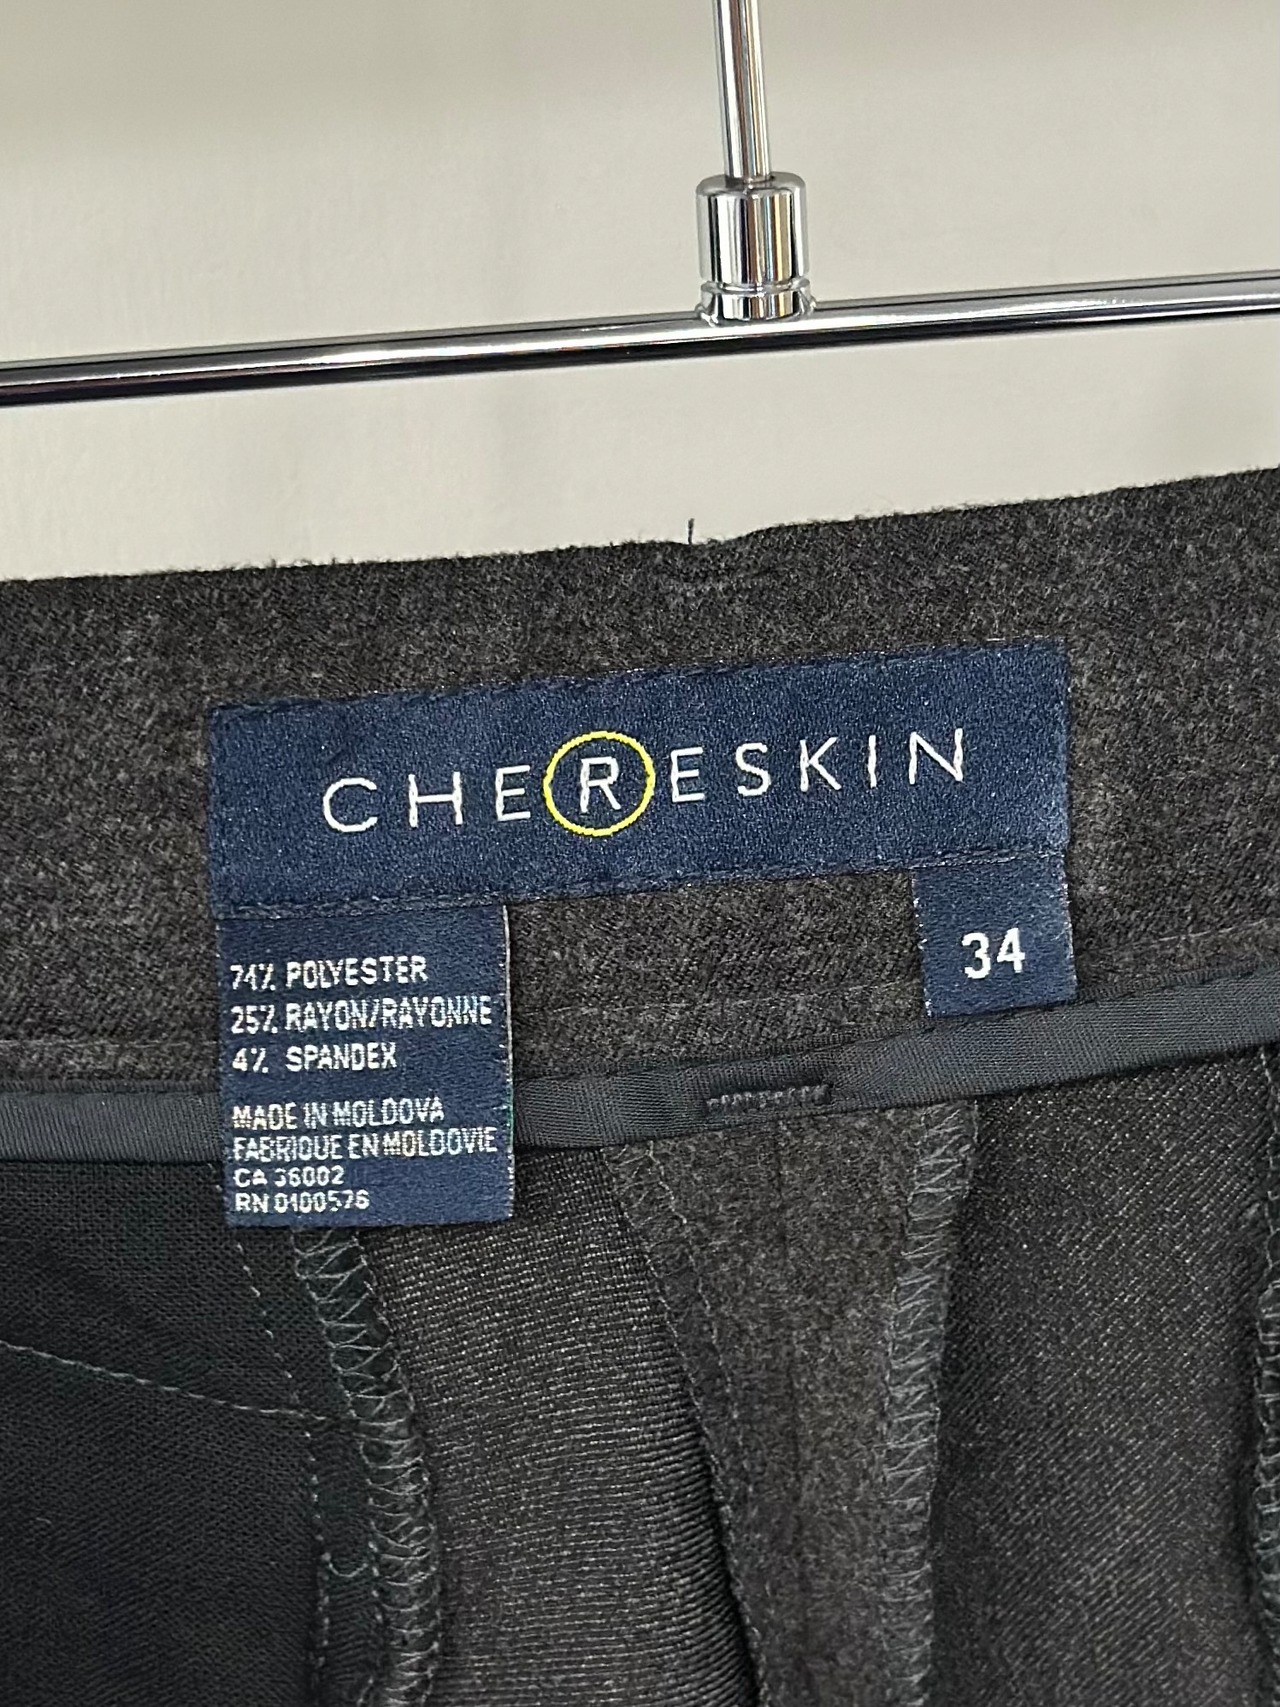 CHERESKIN
34
74% POLYESTER
25% RAYON/RAYONNE
4% SPANDEX
MADE IN MOLDOVA
FABRIQUE EN MOLDOVIE
CA 36002
RN 0100576